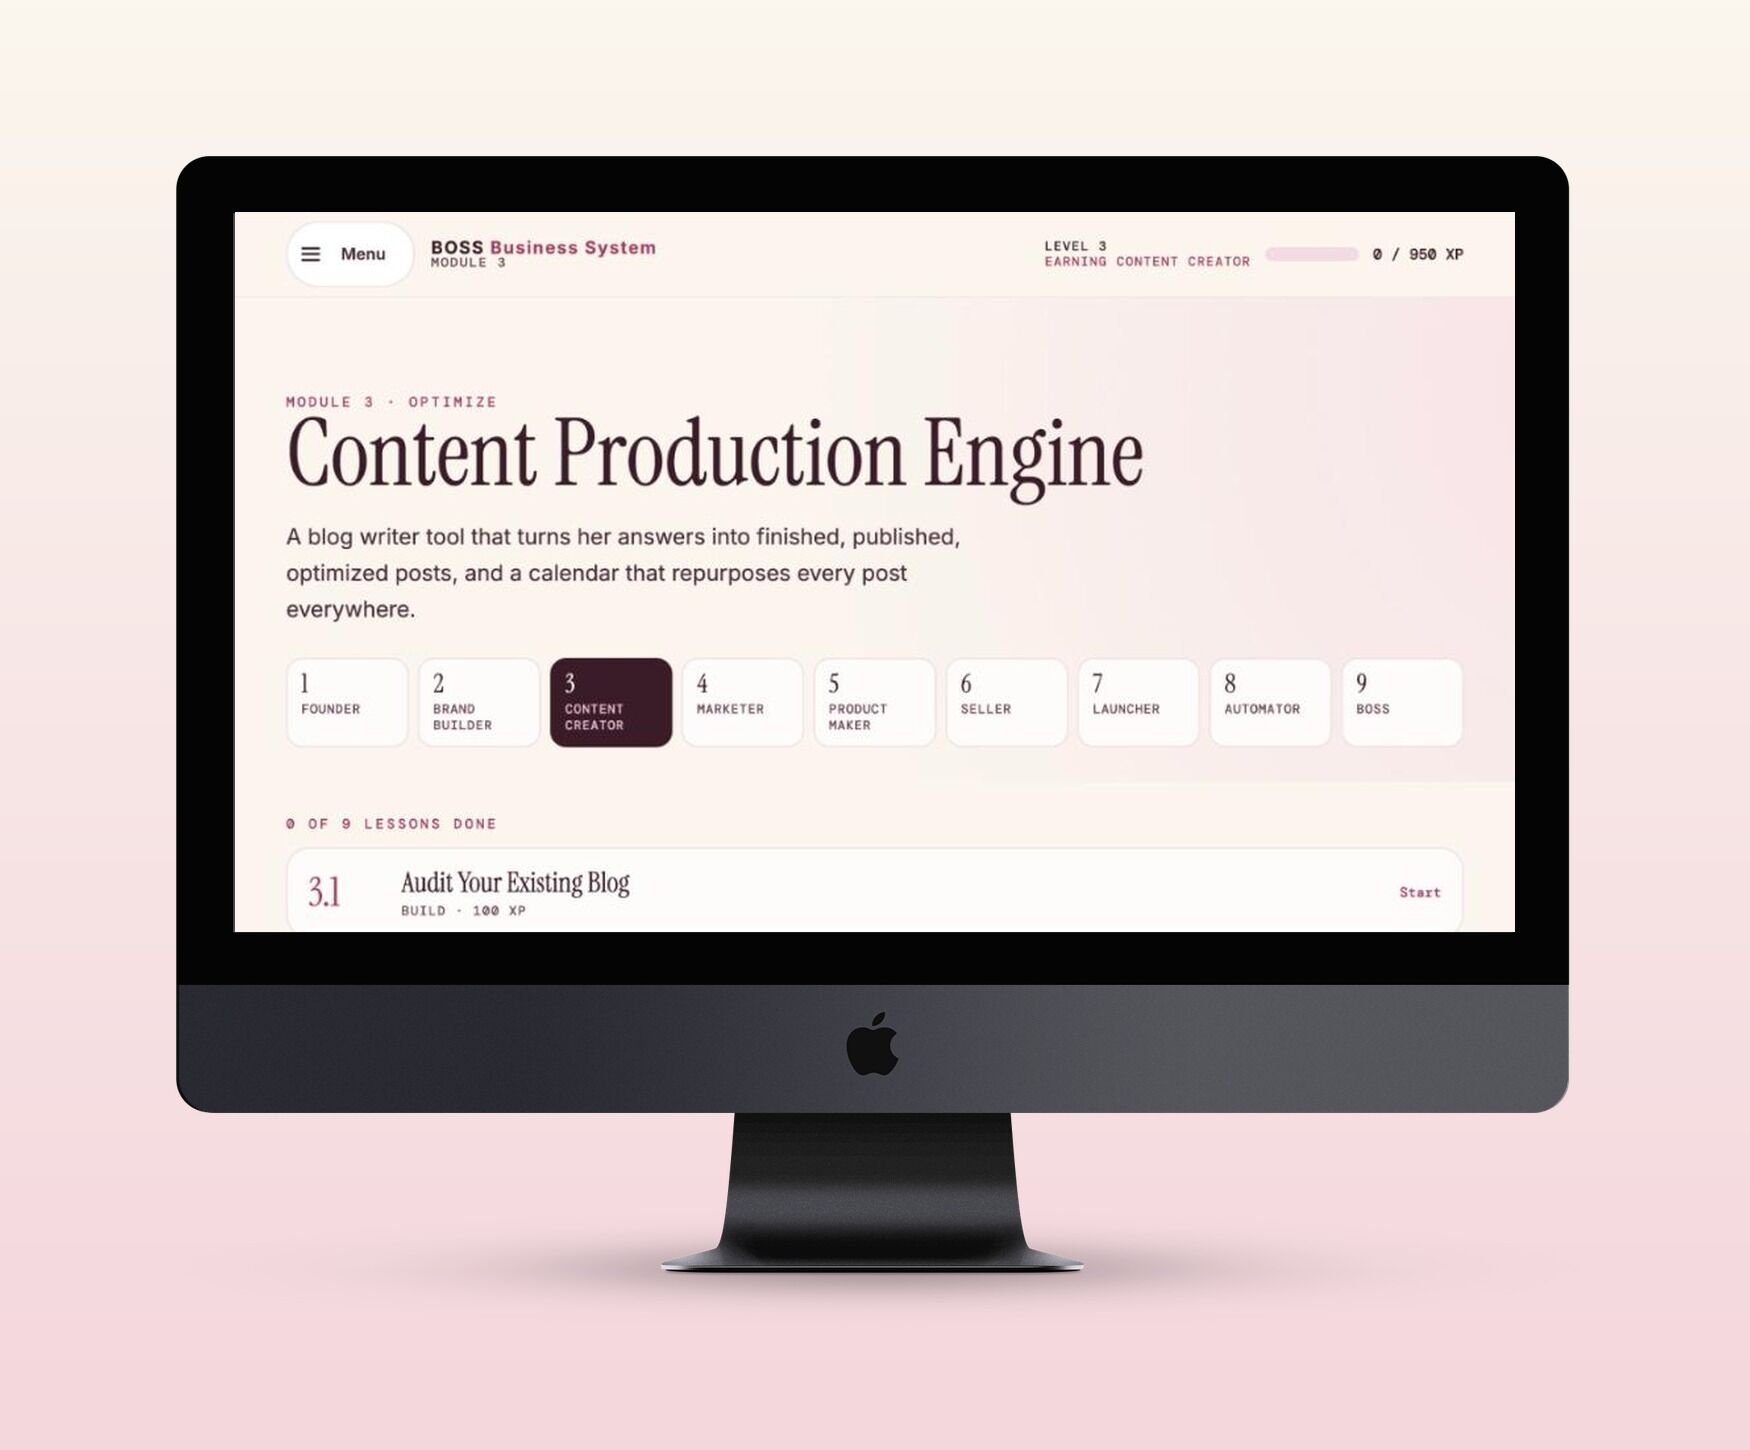 Menu
BOSS Business System
MODULE 3
LEVEL 3
EARNING CONTENT CREATOR
0 / 950 XP
MODULE 3 · OPTIMIZE
Content Production Engine
A blog writer tool that turns her answers into finished, published,
optimized posts, and a calendar that repurposes every post
everywhere.
1
FOUNDER
2
BRAND
BUILDER
3
CONTENT
CREATOR
4
MARKETER
5
PRODUCT
MAKER
6
SELLER
7
LAUNCHER
8
AUTOMATOR
9
BOSS
0 OF 9 LESSONS DONE
3.1
Audit Your Existing Blog
BUILD · 100 XP
Start